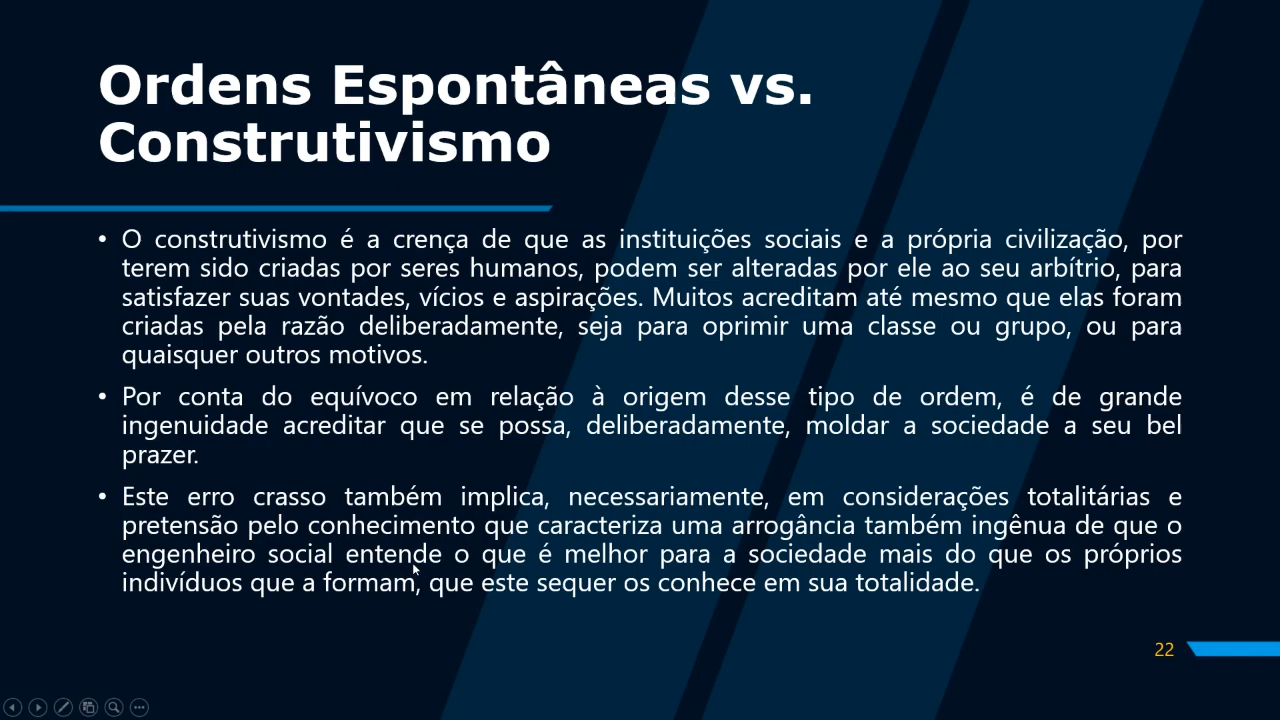 Ordens Espontâneas vs.
Construtivismo
• O construtivismo é a crença de que as instituições sociais e a própria civilização, por
terem sido criadas por seres humanos, podem ser alteradas por ele ao seu arbítrio, para
satisfazer suas vontades, vícios e aspirações. Muitos acreditam até mesmo que elas foram
criadas pela razão deliberadamente, seja para oprimir uma classe ou grupo, ou para
quaisquer outros motivos.
• Por conta do equívoco em relação à origem desse tipo de ordem, é de grande
ingenuidade acreditar que se possa, deliberadamente, moldar a sociedade a seu bel
prazer.
• Este erro crasso também implica, necessariamente, em considerações totalitárias e
pretensão pelo conhecimento que caracteriza uma arrogância também ingênua de que o
engenheiro social entende o que é melhor para a sociedade mais do que os próprios
indivíduos que a formam, que este sequer os conhece em sua totalidade.
22